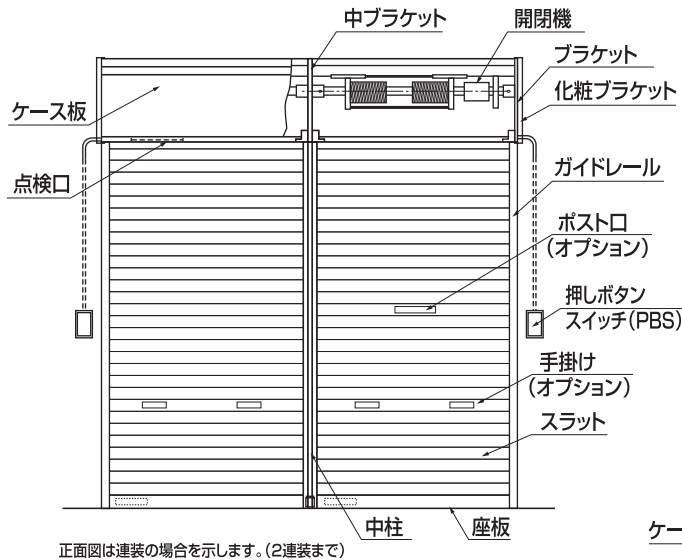 中ブラケット
開閉機
ブラケット
化粧ブラケット
ケース板
点検口
ガイドレール
ポスト口
(オプション)
押しボタン
スイッチ(PBS)
手掛け
(オプション)
スラット
中柱
座板
ケー
正面図は連装の場合を示します。(2連装まで)